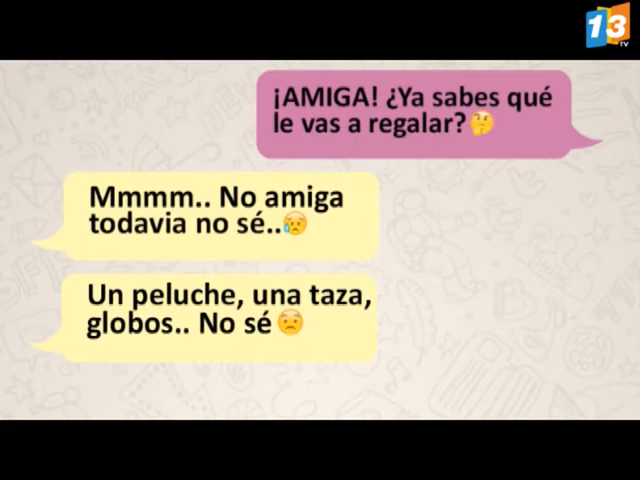 13
TV
¡AMIGA! ¿Ya sabes qué
le vas a regalar?🤔
Mmmm.. No amiga
todavia no sé..😥
Un peluche, una taza,
globos.. No sé😟